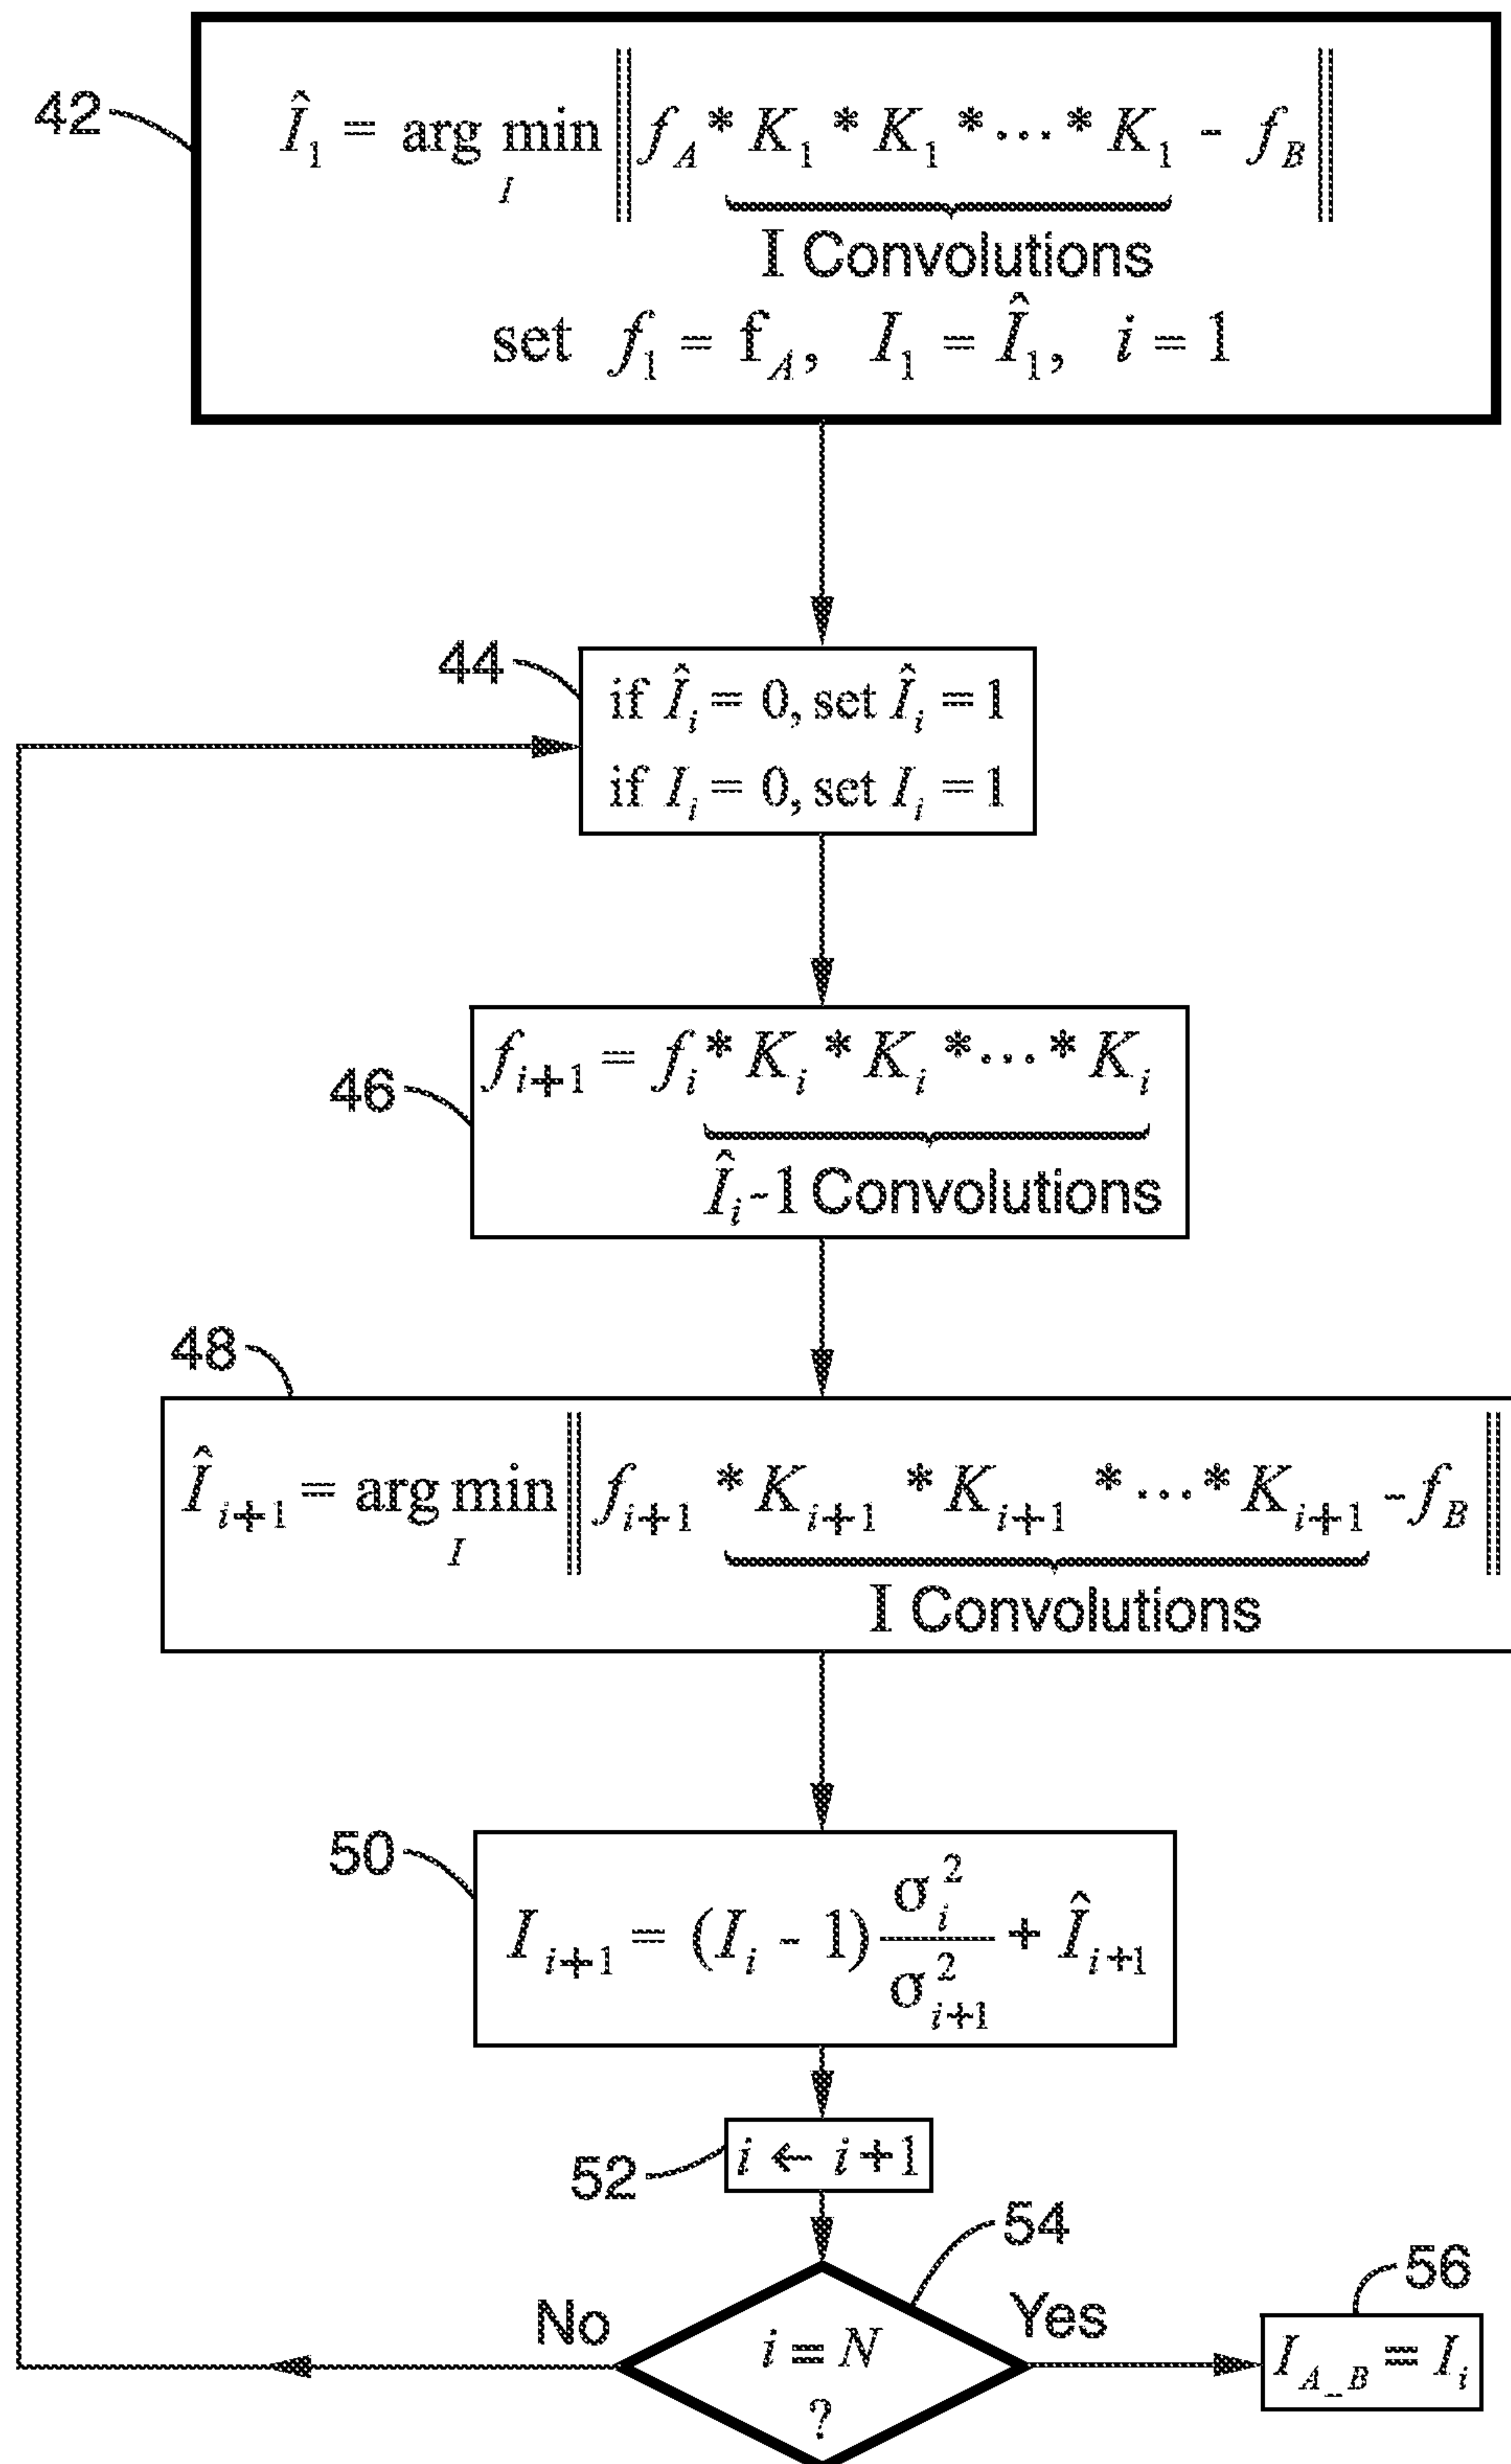 42
Î₁ = arg min ‖ f_A * K₁ * K₁ * … * K₁ - f_B ‖
I
I Convolutions
set f₁ = f_A, I₁ = Î₁, i = 1
44
if Î_i = 0, set Î_i = 1
if I_i = 0, set I_i = 1
46
f_{i+1} = f_i * K_i * K_i * … * K_i
Î_i - 1 Convolutions
48
Î_{i+1} = arg min ‖ f_{i+1} * K_{i+1} * K_{i+1} * … * K_{i+1} - f_B ‖
I
I Convolutions
50
I_{i+1} = (I_i - 1) σ_i² / σ_{i+1}² + Î_{i+1}
52
i ← i+1
54
No
i = N
?
Yes
56
I_{A_B} = I_i